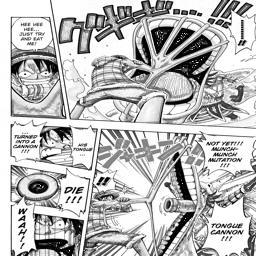 HEE HEE
HEE...
JUST TRY
AND EAT
ME!
...!!!
TURNED
INTO A
CANNON
!!!
...HIS
TONGUE
NOT YET!!!
MUNCH-
MUNCH
MUTATION
!!!
DIE
!!!
TONGUE
CANNON
!!!
WAAH!!